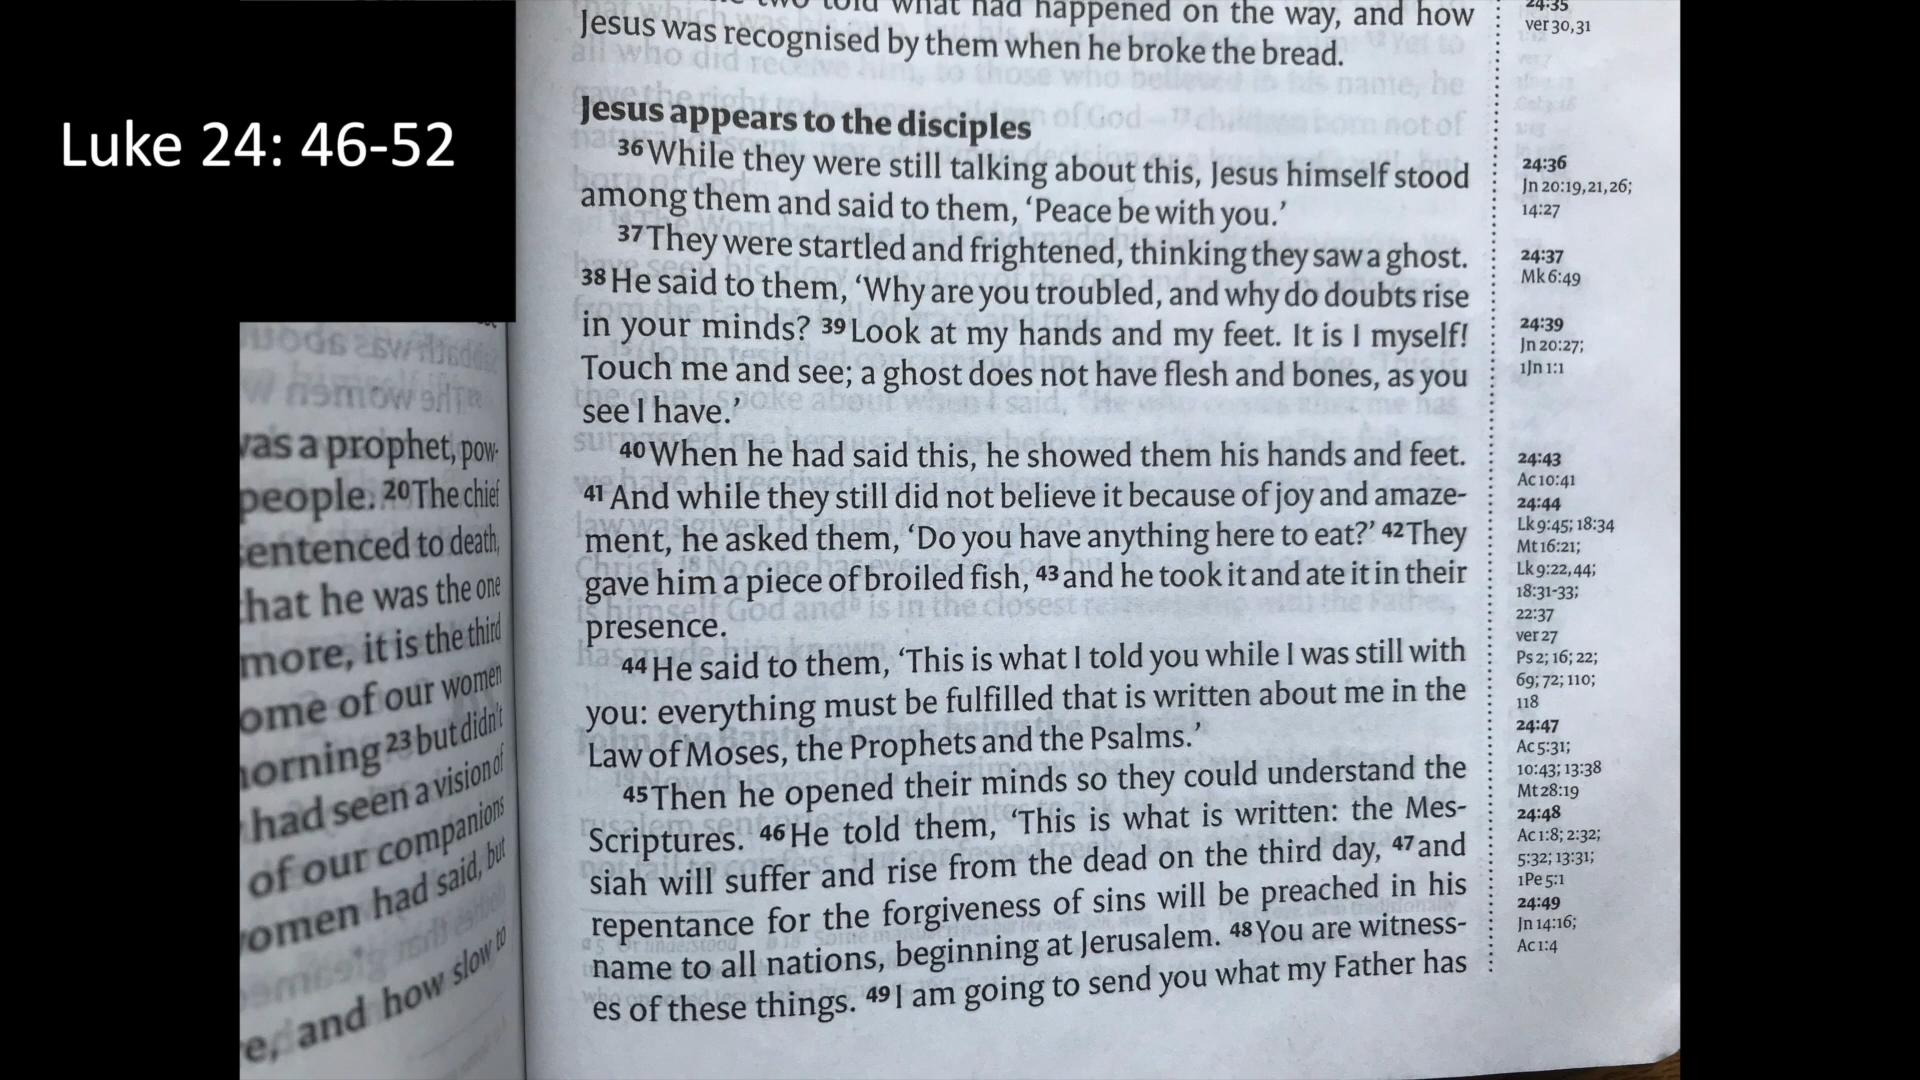 Luke 24: 46-52
vas a prophet, pow-
people. 20 The chief
entenced to death,
hat he was the one
more, it is the third
ome of our women
orning 23 but didn't
had seen a vision of
of our companions
omen had said, but
e, and how slow to
two told what had happened on the way, and how
Jesus was recognised by them when he broke the bread.
Jesus appears to the disciples
36 While they were still talking about this, Jesus himself stood
among them and said to them, ‘Peace be with you.’
37 They were startled and frightened, thinking they saw a ghost.
38 He said to them, ‘Why are you troubled, and why do doubts rise
in your minds? 39 Look at my hands and my feet. It is I myself!
Touch me and see; a ghost does not have flesh and bones, as you
see I have.’
40 When he had said this, he showed them his hands and feet.
41 And while they still did not believe it because of joy and amaze-
ment, he asked them, ‘Do you have anything here to eat?’ 42 They
gave him a piece of broiled fish, 43 and he took it and ate it in their
presence.
44 He said to them, ‘This is what I told you while I was still with
you: everything must be fulfilled that is written about me in the
Law of Moses, the Prophets and the Psalms.’
45 Then he opened their minds so they could understand the
Scriptures. 46 He told them, ‘This is what is written: the Mes-
siah will suffer and rise from the dead on the third day, 47 and
repentance for the forgiveness of sins will be preached in his
name to all nations, beginning at Jerusalem. 48 You are witness-
es of these things. 49 I am going to send you what my Father has
24:35
ver 30,31
24:36
Jn 20:19,21,26;
14:27
24:37
Mk 6:49
24:39
Jn 20:27;
1Jn 1:1
24:43
Ac 10:41
24:44
Lk 9:45; 18:34
Mt 16:21;
Lk 9:22,44;
18:31-33;
22:37
ver 27
Ps 2; 16; 22;
69; 72; 110;
118
24:47
Ac 5:31;
10:43; 13:38
Mt 28:19
24:48
Ac 1:8; 2:32;
5:32; 13:31;
1Pe 5:1
24:49
Jn 14:16;
Ac 1:4